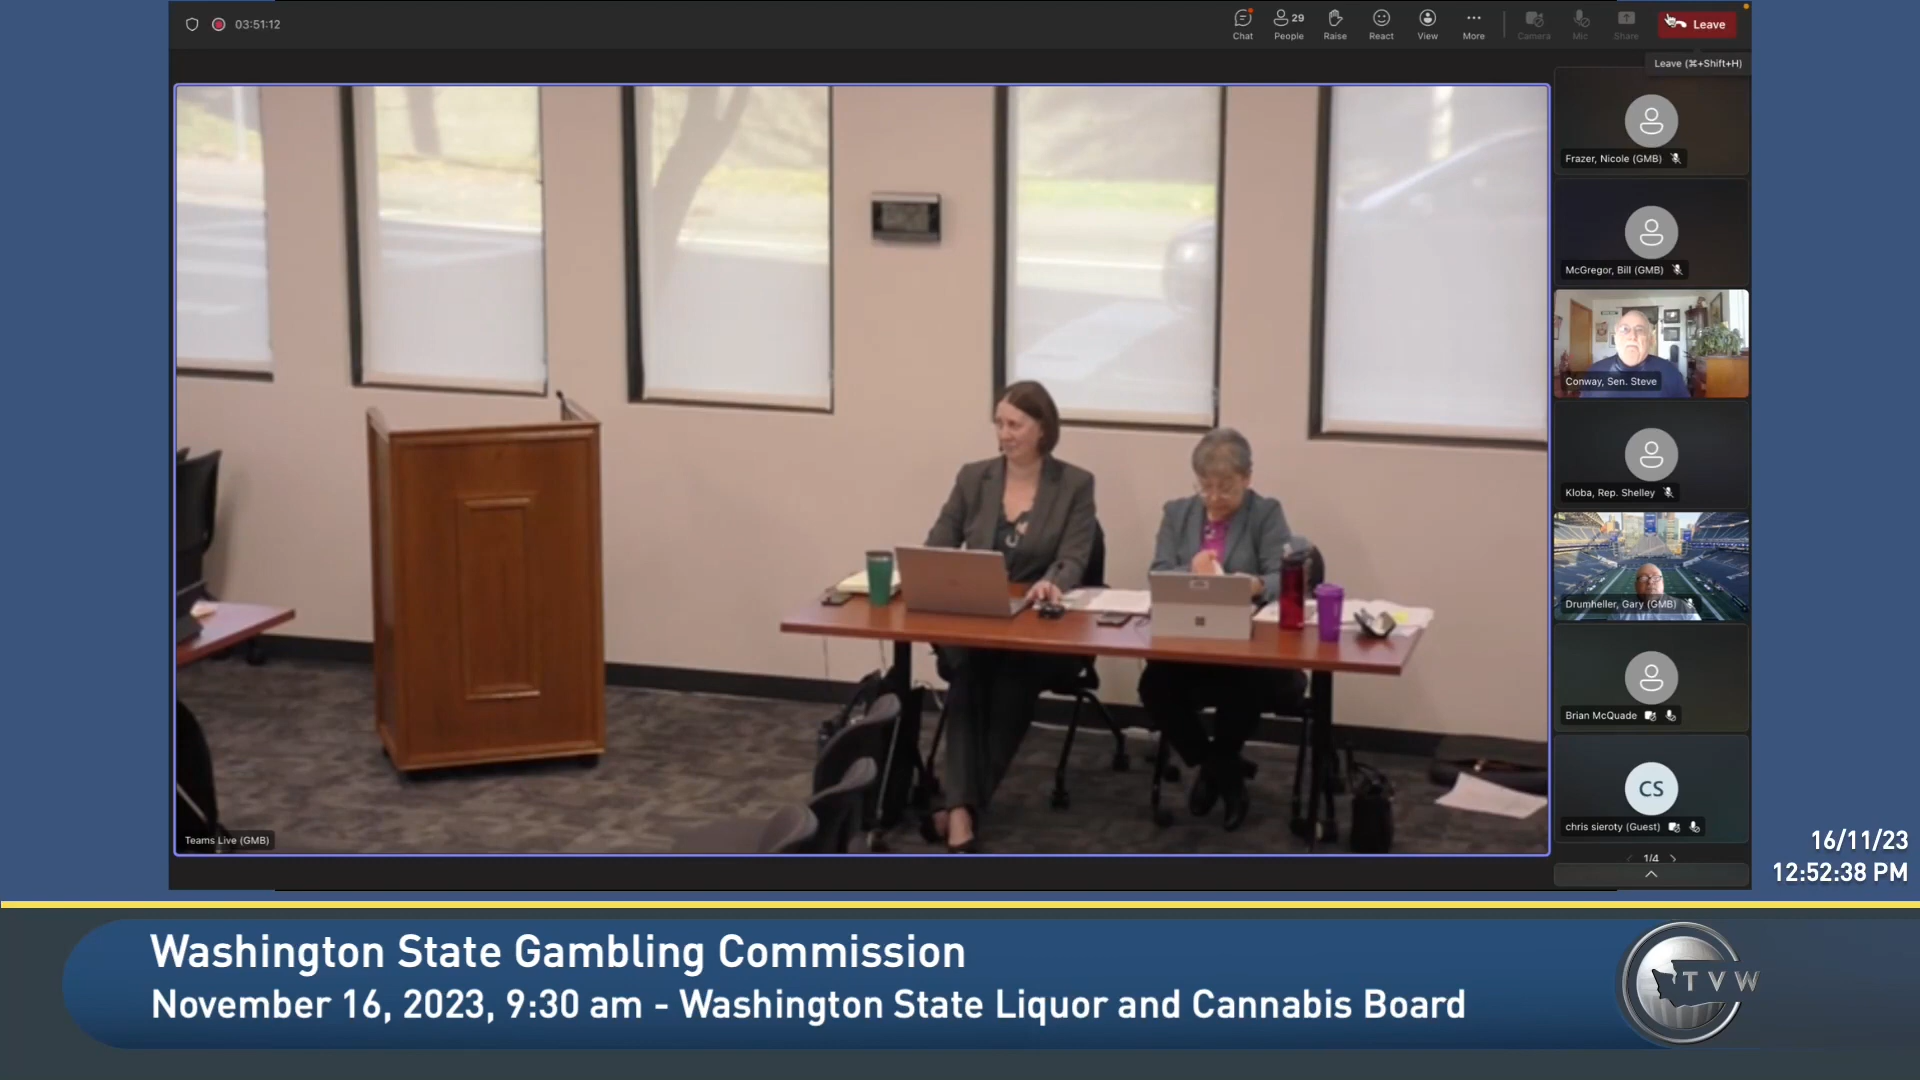 03:51:12
Chat
29
People
Raise
React
View
More
Camera
Mic
Share
Leave
Leave (⌘+Shift+H)
Frazer, Nicole (GMB)
McGregor, Bill (GMB)
Conway, Sen. Steve
Kloba, Rep. Shelley
Drumheller, Gary (GMB)
Brian McQuade
CS
chris sieroty (Guest)
1/4
Teams Live (GMB)
16/11/23
12:52:38 PM
Washington State Gambling Commission
November 16, 2023, 9:30 am - Washington State Liquor and Cannabis Board
TVW